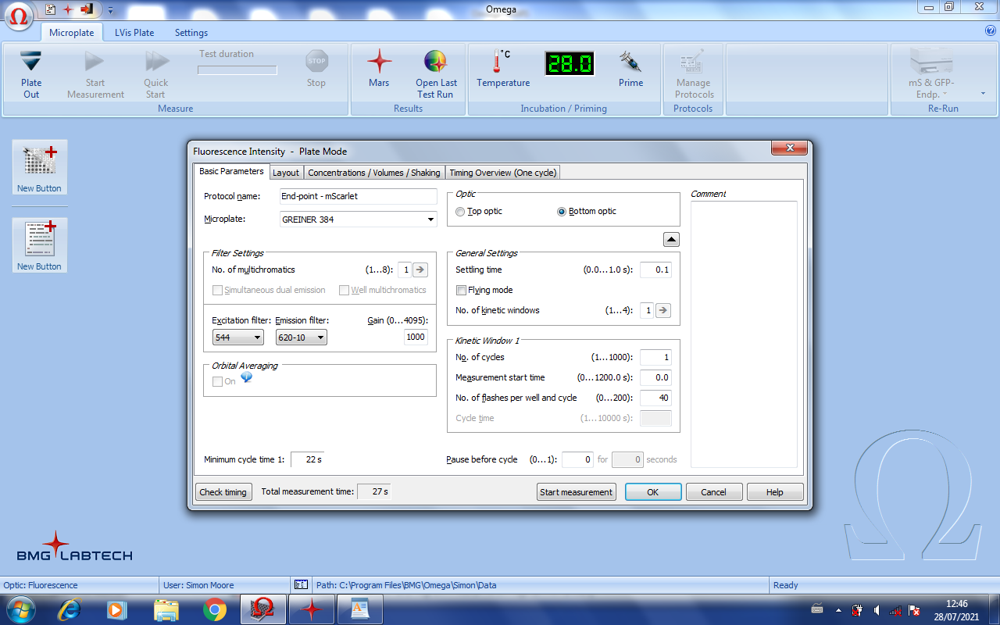 Omega
Microplate LVis Plate Settings
Plate Out
Start Measurement
Quick Start
Test duration
STOP
Stop
Measure
Mars
Open Last Test Run
Results
°C
Temperature
28.0
Prime
Incubation / Priming
Manage Protocols
Protocols
mS & GFP-Endp.
Re-Run
New Button
New Button
Fluorescence Intensity - Plate Mode
Basic Parameters Layout Concentrations / Volumes / Shaking Timing Overview (One cycle)
Protocol name: End-point - mScarlet
Microplate: GREINER 384
Optic
Top optic Bottom optic
Comment
Filter Settings
No. of multichromatics (1...8): 1
Simultaneous dual emission Well multichromatics
Excitation filter: Emission filter: Gain (0...4095):
544 620-10 1000
Orbital Averaging
On
General Settings
Settling time (0.0...1.0 s): 0.1
Flying mode
No. of kinetic windows (1...4): 1
Kinetic Window 1
No. of cycles (1...1000): 1
Measurement start time (0...1200.0 s): 0.0
No. of flashes per well and cycle (0...200): 40
Cycle time (1...10000 s):
Minimum cycle time 1: 22 s
Pause before cycle (0...1): 0 for 0 seconds
Check timing Total measurement time: 27 s Start measurement OK Cancel Help
BMG LABTECH
Optic: Fluorescence User: Simon Moore Path: C:\Program Files\BMG\Omega\Simon\Data Ready
12:46
28/07/2021